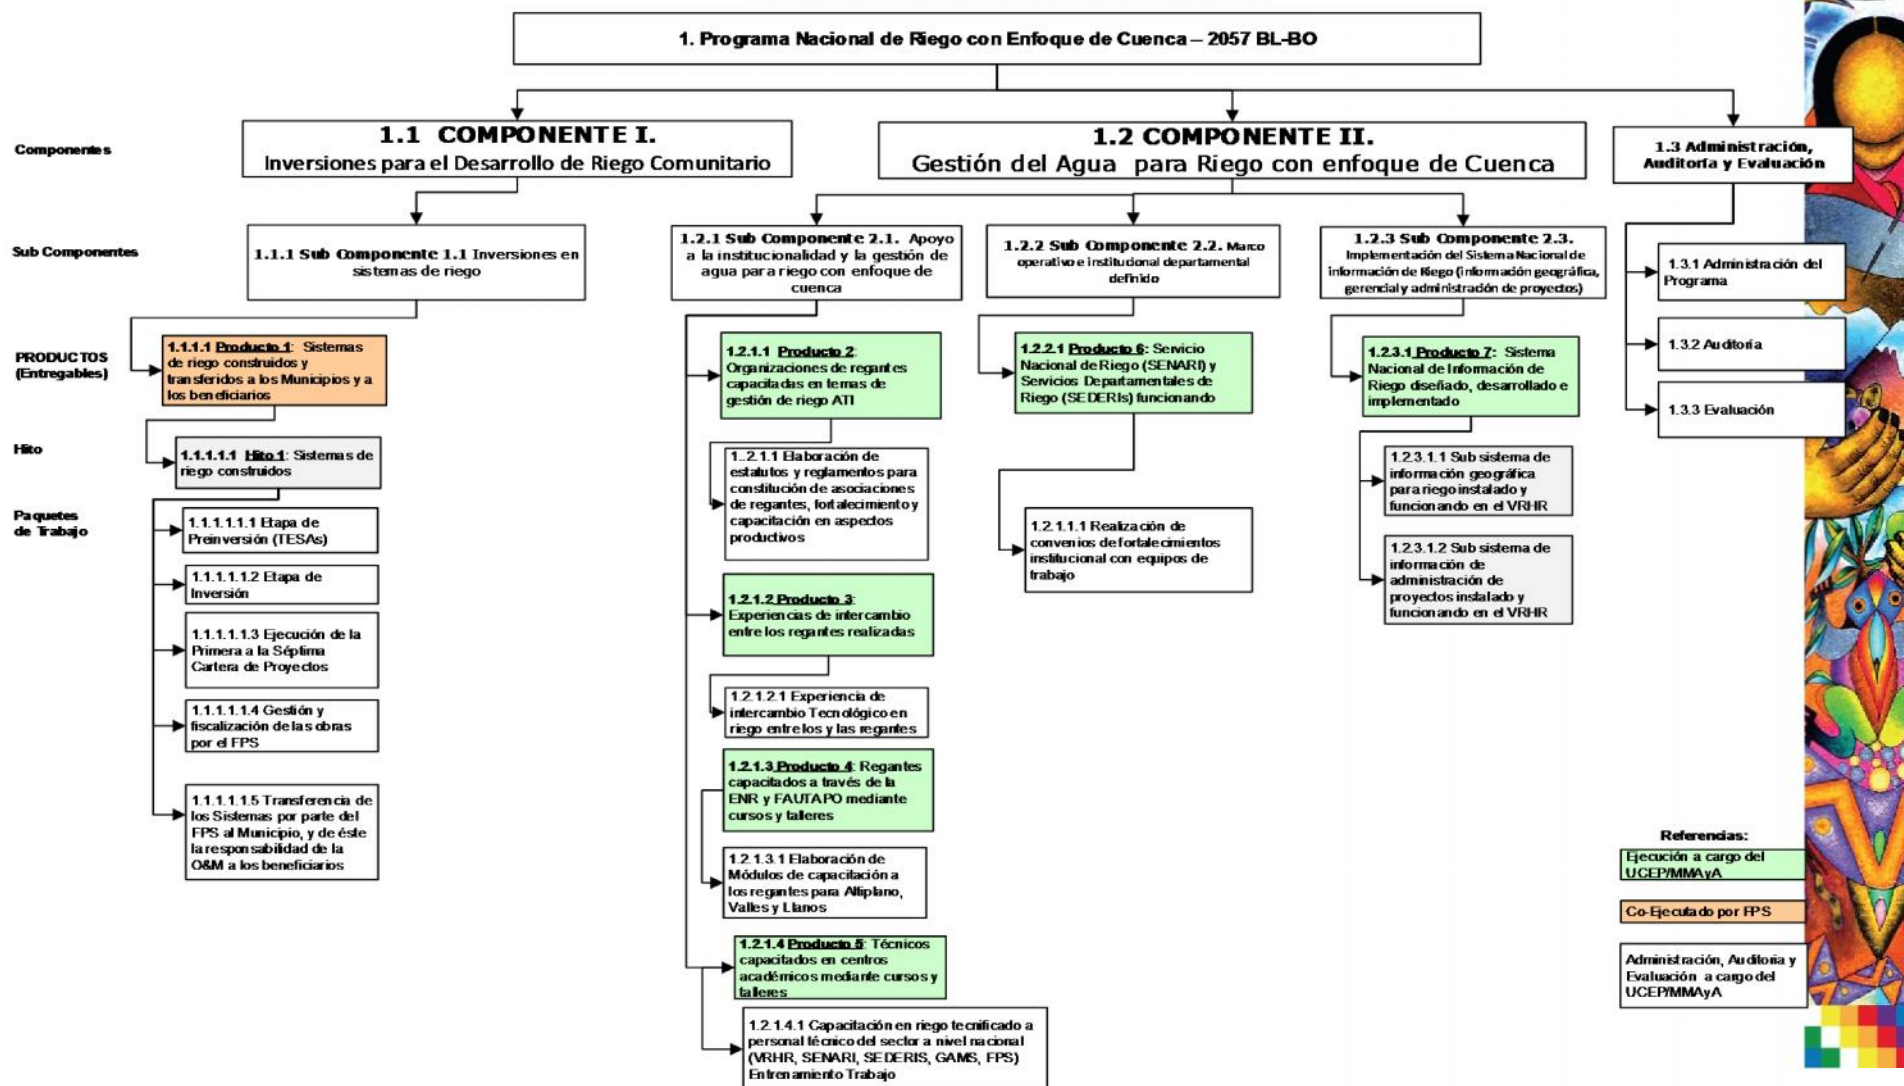 1. Programa Nacional de Riego con Enfoque de Cuenca – 2057 BL-BO
Componentes
1.1 COMPONENTE I.
Inversiones para el Desarrollo de Riego Comunitario
1.2 COMPONENTE II.
Gestión del Agua para Riego con enfoque de Cuenca
1.3 Administración,
Auditoría y Evaluación
Sub Componentes
1.1.1 Sub Componente 1.1 Inversiones en
sistemas de riego
1.2.1 Sub Componente 2.1. Apoyo
a la institucionalidad y la gestión de
agua para riego con enfoque de
cuenca
1.2.2 Sub Componente 2.2. Marco
operativo e institucional departamental
definido
1.2.3 Sub Componente 2.3.
Implementación del Sistema Nacional de
información de Riego (información geográfica,
gerencial y administración de proyectos)
1.3.1 Administración del
Programa
1.3.2 Auditoría
1.3.3 Evaluación
PRODUCTOS
(Entregables)
1.1.1.1 Producto 1: Sistemas
de riego construidos y
transferidos a los Municipios y a
los beneficiarios
1.2.1.1 Producto 2:
Organizaciones de regantes
capacitadas en temas de
gestión de riego ATI
1.2.2.1 Producto 6: Servicio
Nacional de Riego (SENARI) y
Servicios Departamentales de
Riego (SEDERIs) funcionando
1.2.3.1 Producto 7: Sistema
Nacional de Información de
Riego diseñado, desarrollado e
implementado
Hito
1.1.1.1.1 Hito 1: Sistemas de
riego construidos
1..2.1.1 Elaboración de
estatutos y reglamentos para
constitución de asociaciones
de regantes, fortalecimiento y
capacitación en aspectos
productivos
1.2.3.1.1 Sub sistema de
información geográfica
para riego instalado y
funcionando en el VRHR
Paquetes
de Trabajo
1.1.1.1.1.1 Etapa de
Preinversión (TESAs)
1.1.1.1.1.2 Etapa de
Inversión
1.1.1.1.1.3 Ejecución de la
Primera a la Séptima
Cartera de Proyectos
1.1.1.1.1.4 Gestión y
fiscalización de las obras
por el FPS
1.1.1.1.1.5 Transferencia de
los Sistemas por parte del
FPS al Municipio, y de éste
la responsabilidad de la
O&M a los beneficiarios
1.2.1.1.1 Realización de
convenios de fortalecimientos
institucional con equipos de
trabajo
1.2.3.1.2 Sub sistema de
información de
administración de
proyectos instalado y
funcionando en el VRHR
1.2.1.2 Producto 3:
Experiencias de intercambio
entre los regantes realizadas
1.2.1.2.1 Experiencia de
intercambio Tecnológico en
riego entre los y las regantes
1.2.1.3 Producto 4: Regantes
capacitados a través de la
ENR y FAUTAPO mediante
cursos y talleres
1.2.1.3.1 Elaboración de
Módulos de capacitación a
los regantes para Altiplano,
Valles y Llanos
1.2.1.4 Producto 5: Técnicos
capacitados en centros
académicos mediante cursos y
talleres
1.2.1.4.1 Capacitación en riego tecnificado a
personal técnico del sector a nivel nacional
(VRHR, SENARI, SEDERIS, GAMS, FPS)
Entrenamiento Trabajo
Referencias:
Ejecución a cargo del
UCEP/MMAyA
Co-Ejecutado por FPS
Administración, Auditoria y
Evaluación a cargo del
UCEP/MMAyA